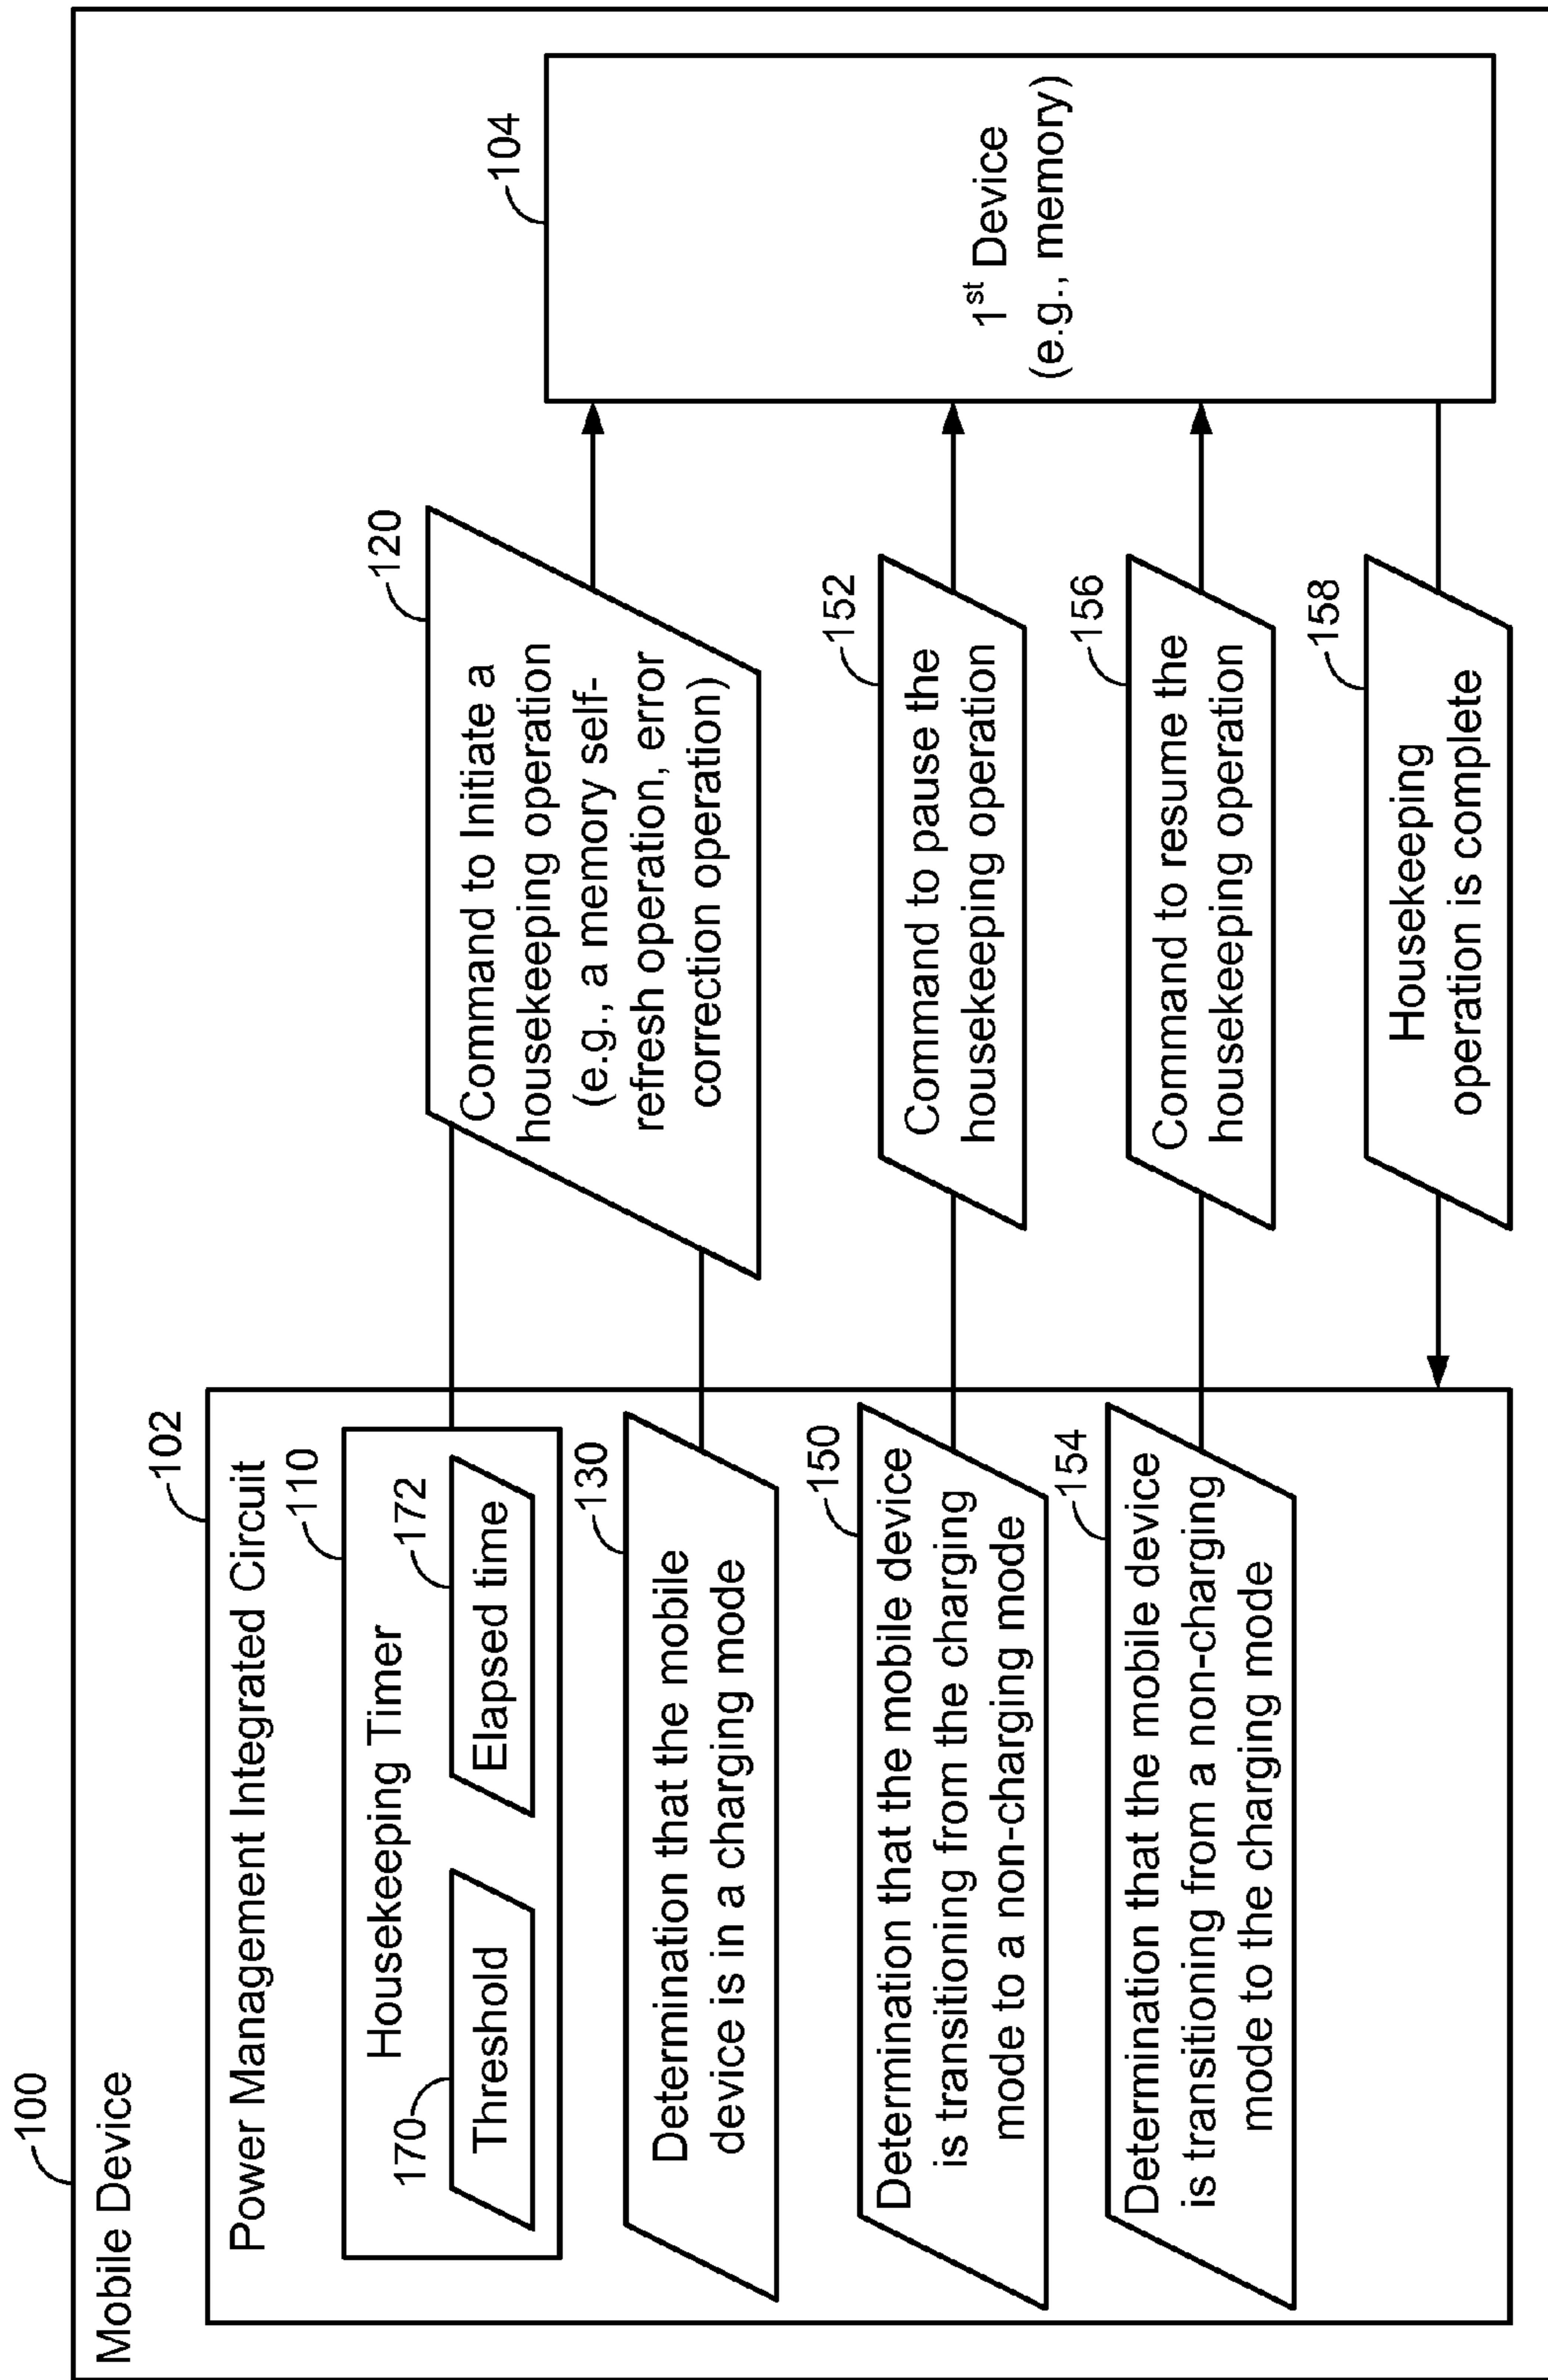 100
Mobile Device
102
Power Management Integrated Circuit
110
Housekeeping Timer
170
Threshold
172
Elapsed time
130
Determination that the mobile
device is in a charging mode
150
Determination that the mobile device
is transitioning from the charging
mode to a non-charging mode
154
Determination that the mobile device
is transitioning from a non-charging
mode to the charging mode
120
Command to Initiate a
housekeeping operation
(e.g., a memory self-
refresh operation, error
correction operation)
152
Command to pause the
housekeeping operation
156
Command to resume the
housekeeping operation
158
Housekeeping
operation is complete
104
1st Device
(e.g., memory)